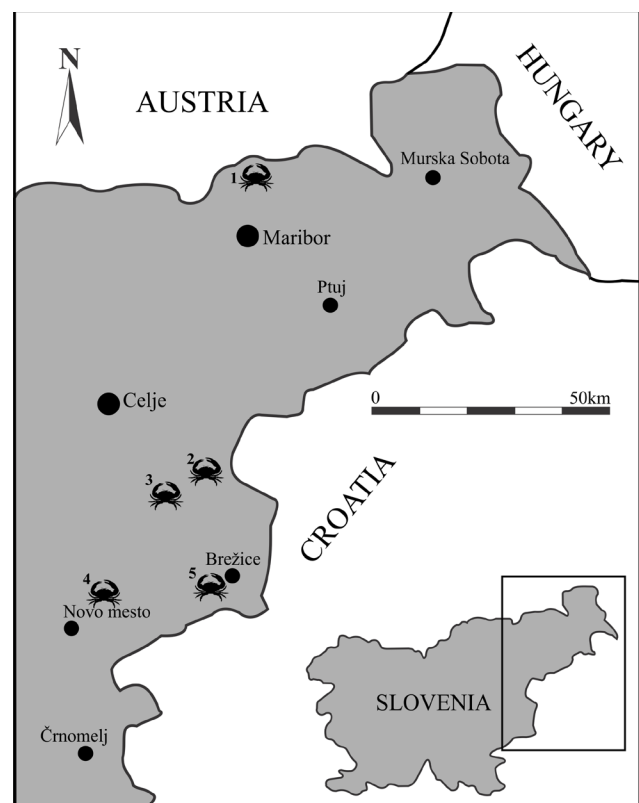 N
AUSTRIA
HUNGARY
Murska Sobota
1
Maribor
Ptuj
0 50km
Celje
2
3
CROATIA
Brežice
4
5
Novo mesto
SLOVENIA
Črnomelj